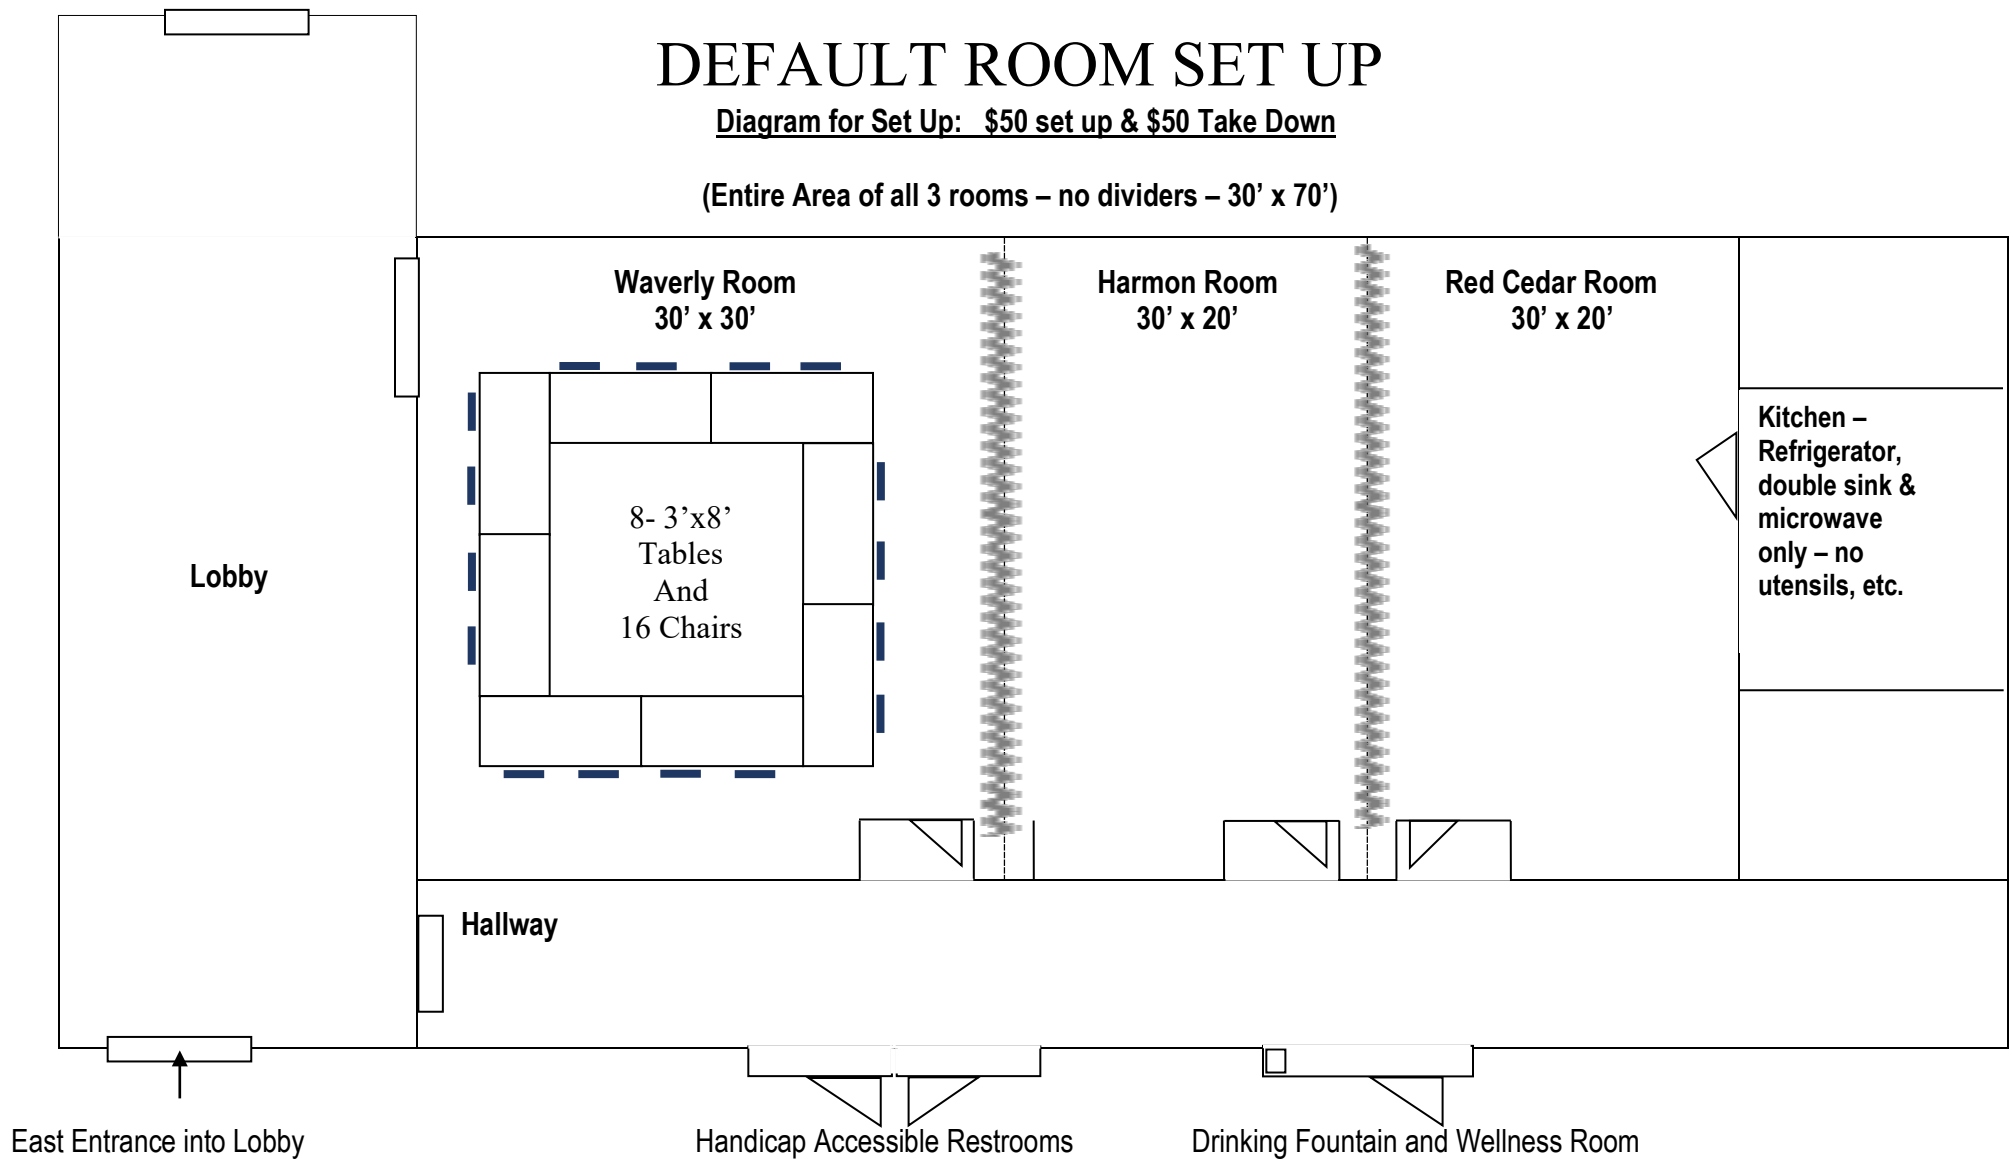 DEFAULT ROOM SET UP
Diagram for Set Up:   $50 set up & $50 Take Down
(Entire Area of all 3 rooms – no dividers – 30’ x 70’)
Waverly Room
30’ x 30’
Harmon Room
30’ x 20’
Red Cedar Room
30’ x 20’
Kitchen –
Refrigerator,
double sink &
microwave
only – no
utensils, etc.
8- 3’x8’
Tables
And
16 Chairs
Lobby
Hallway
East Entrance into Lobby
Handicap Accessible Restrooms
Drinking Fountain and Wellness Room